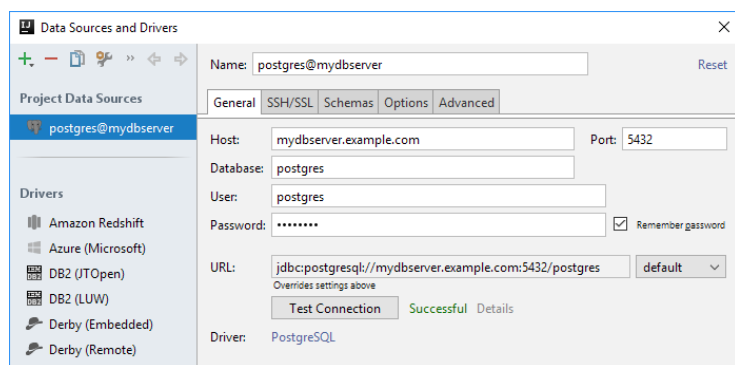 Data Sources and Drivers
Name: postgres@mydbserver Reset
Project Data Sources
postgres@mydbserver
Drivers
Amazon Redshift
Azure (Microsoft)
DB2 (JTOpen)
DB2 (LUW)
Derby (Embedded)
Derby (Remote)
General SSH/SSL Schemas Options Advanced
Host: mydbserver.example.com Port: 5432
Database: postgres
User: postgres
Password: •••••••• Remember password
URL: jdbc:postgresql://mydbserver.example.com:5432/postgres default
Overrides settings above
Test Connection Successful Details
Driver: PostgreSQL